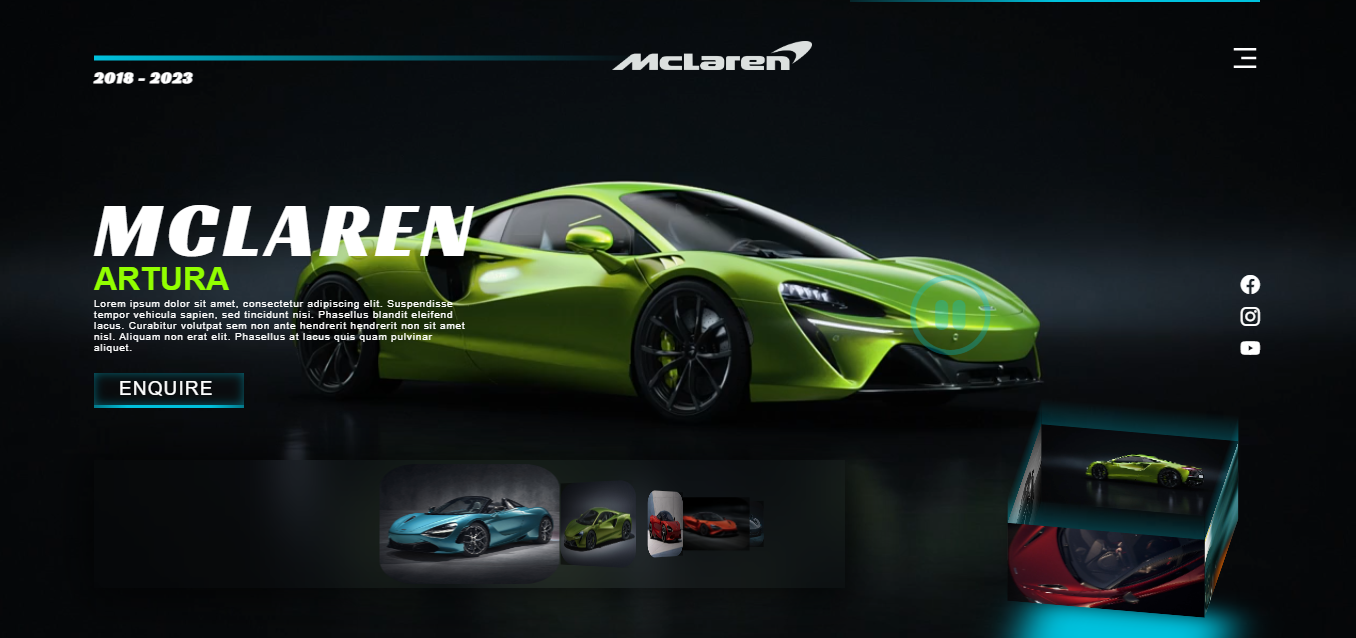 McLaren
2018 - 2023
MCLAREN
ARTURA
Lorem ipsum dolor sit amet, consectetur adipiscing elit. Suspendisse
tempor vehicula sapien, sed tincidunt nisi. Phasellus blandit eleifend
lacus. Curabitur volutpat sem non ante hendrerit hendrerit non sit amet
nisl. Aliquam non erat elit. Phasellus at lacus quis quam pulvinar
aliquet.
ENQUIRE